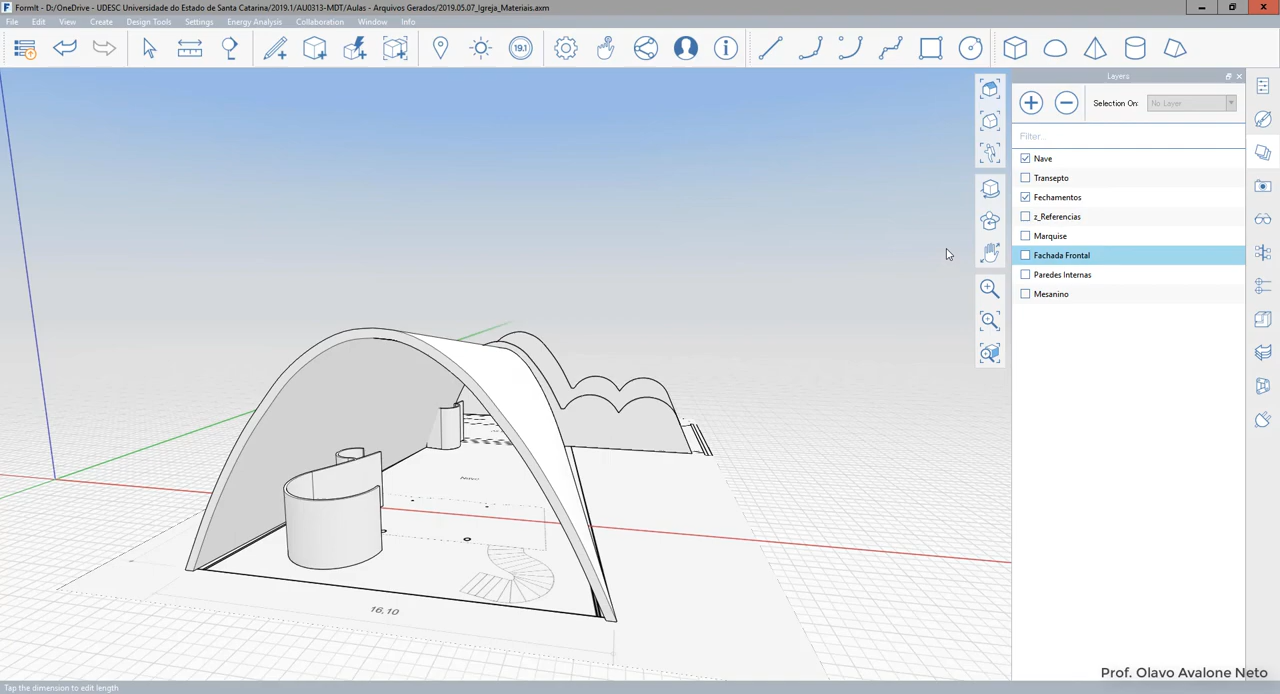 FormIt - D:/OneDrive - UDESC Universidade do Estado de Santa Catarina/2019.1/AU0313-MDT/Aulas - Arquivos Gerados/2019.05.07_Igreja_Materiais.axm
File Edit View Create Design Tools Settings Energy Analysis Collaboration Window Info
19.1
Layers
Selection On: No Layer
Filter...
Nave
Transepto
Fechamentos
z_Referencias
Marquise
Fachada Frontal
Paredes Internas
Mesanino
16,10
Prof. Olavo Avalone Neto
Tap the dimension to edit length